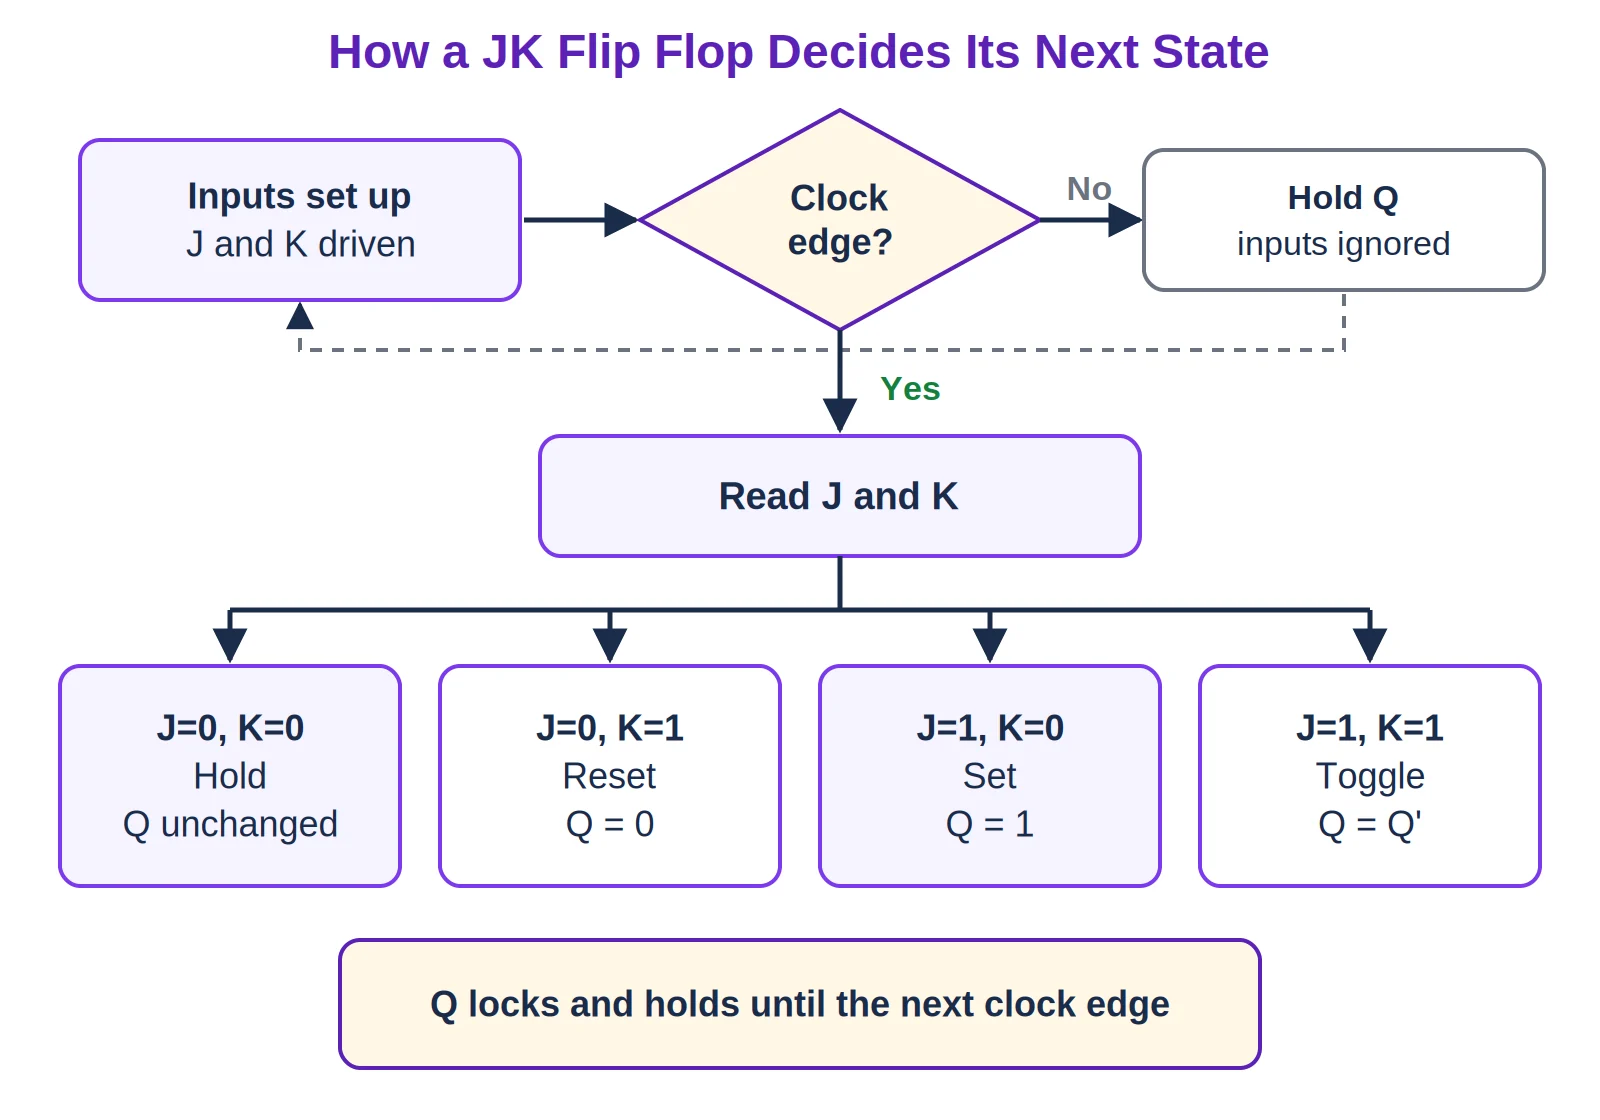 How a JK Flip Flop Decides Its Next State
Inputs set up
J and K driven
Clock
edge?
No
Hold Q
inputs ignored
Yes
Read J and K
J=0, K=0
Hold
Q unchanged
J=0, K=1
Reset
Q = 0
J=1, K=0
Set
Q = 1
J=1, K=1
Toggle
Q = Q'
Q locks and holds until the next clock edge